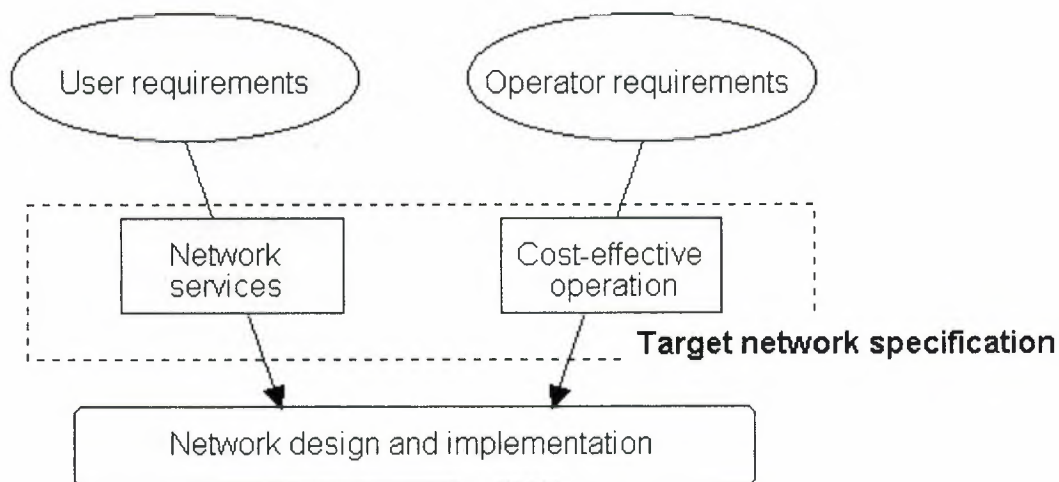 User requirements
Operator requirements
Network
services
Cost-effective
operation
Target network specification
Network design and implementation